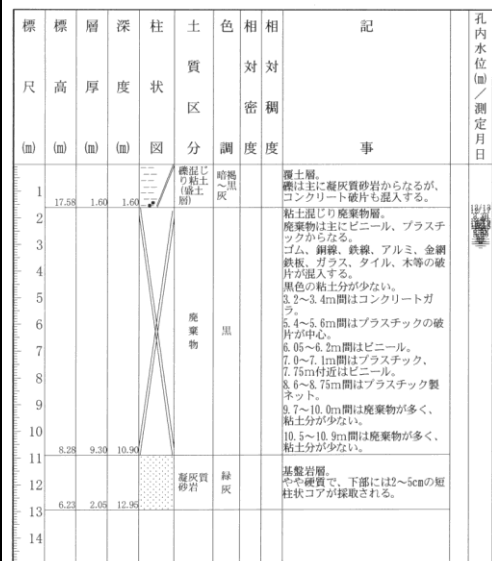 標尺(m)
標高(m)
層厚(m)
深度(m)
柱状図
土質区分
色調
相対密度
相対稠度
記事
孔内水位(m)/測定月日
1
17.58 1.60 1.60
礫混じ
り粘土
(盛土
層)
暗褐
~黒
灰
覆土層。
礫は主に凝灰質砂岩からなるが、
コンクリート破片も混入する。
2
3
4
5
6
7
8
9
10
8.28 9.30 10.90
廃棄物
黒
粘土混じり廃棄物層。
廃棄物は主にビニール、プラスチ
ックからなる。
ゴム、銅線、鉄線、アルミ、金網
鉄板、ガラス、タイル、木等の破
片が混入する。
黒色の粘土分が少ない。
3.2~3.4m間はコンクリートガ
ラ。
5.4~5.6m間はプラスチックの破
片が中心。
6.05~6.2m間はビニール。
7.0~7.1m間はプラスチック、
7.75m付近はビニール。
8.6~8.75m間はプラスチック製
ネット。
9.7~10.0m間は廃棄物が多く、
粘土分が少ない。
10.5~10.9m間は廃棄物が多く、
粘土分が少ない。
11
12
6.23 2.05 12.95
凝灰質
砂岩
緑
灰
基盤岩層。
やや硬質で、下部には2~5cmの短
柱状コアが採取される。
13
14